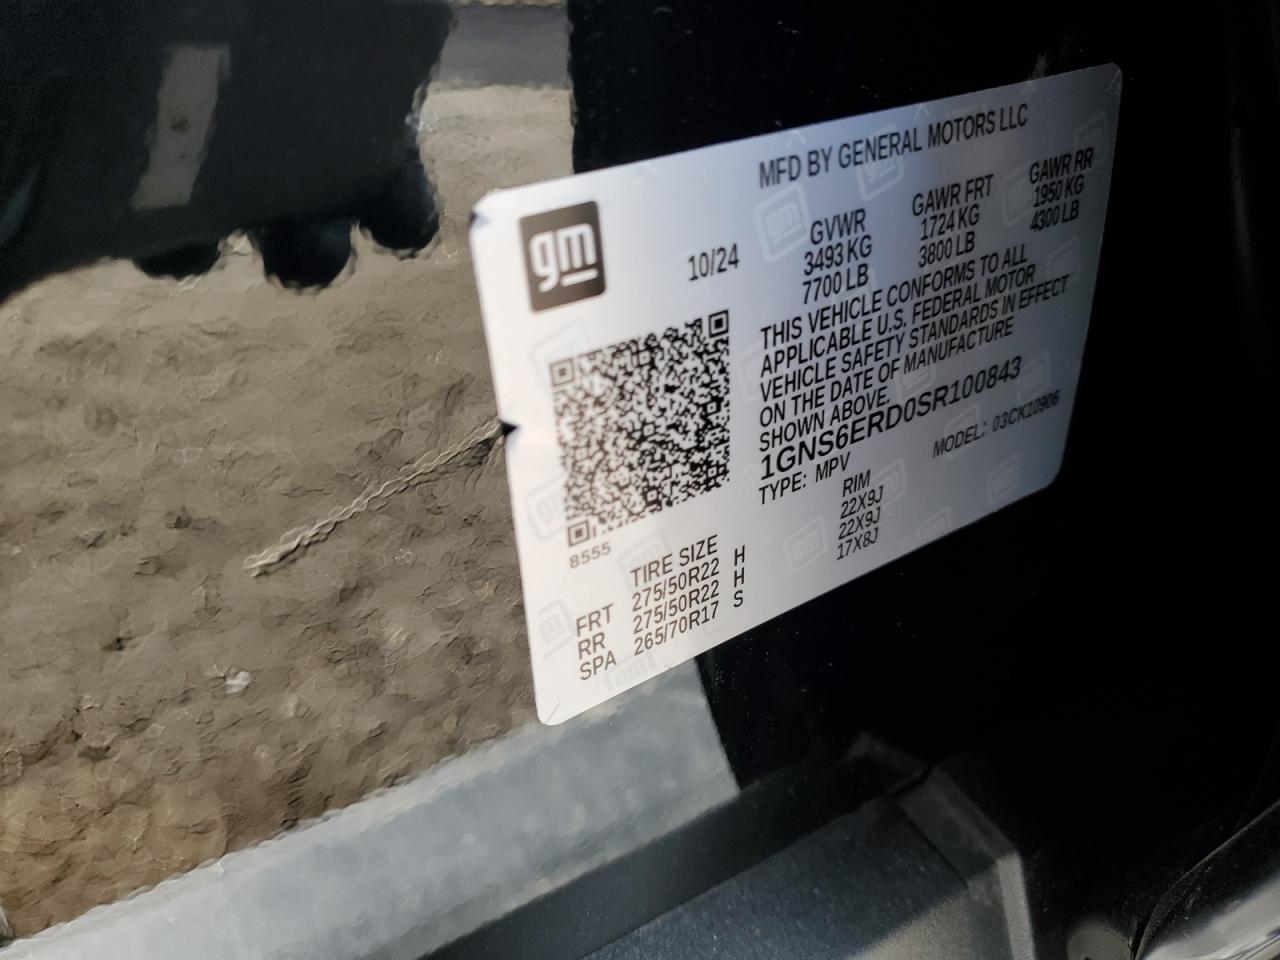 MFD BY GENERAL MOTORS LLC
gm
10/24
GVWR GAWR FRT GAWR RR
3493 KG 1724 KG 1950 KG
7700 LB 3800 LB 4300 LB
THIS VEHICLE CONFORMS TO ALL
APPLICABLE U.S. FEDERAL MOTOR
VEHICLE SAFETY STANDARDS IN EFFECT
ON THE DATE OF MANUFACTURE
SHOWN ABOVE.
1GNS6ERD0SR100843
TYPE: MPV MODEL: 03CK10906
8555
TIRE SIZE RIM
FRT 275/50R22 H 22X9J
RR 275/50R22 H 22X9J
SPA 265/70R17 S 17X8J